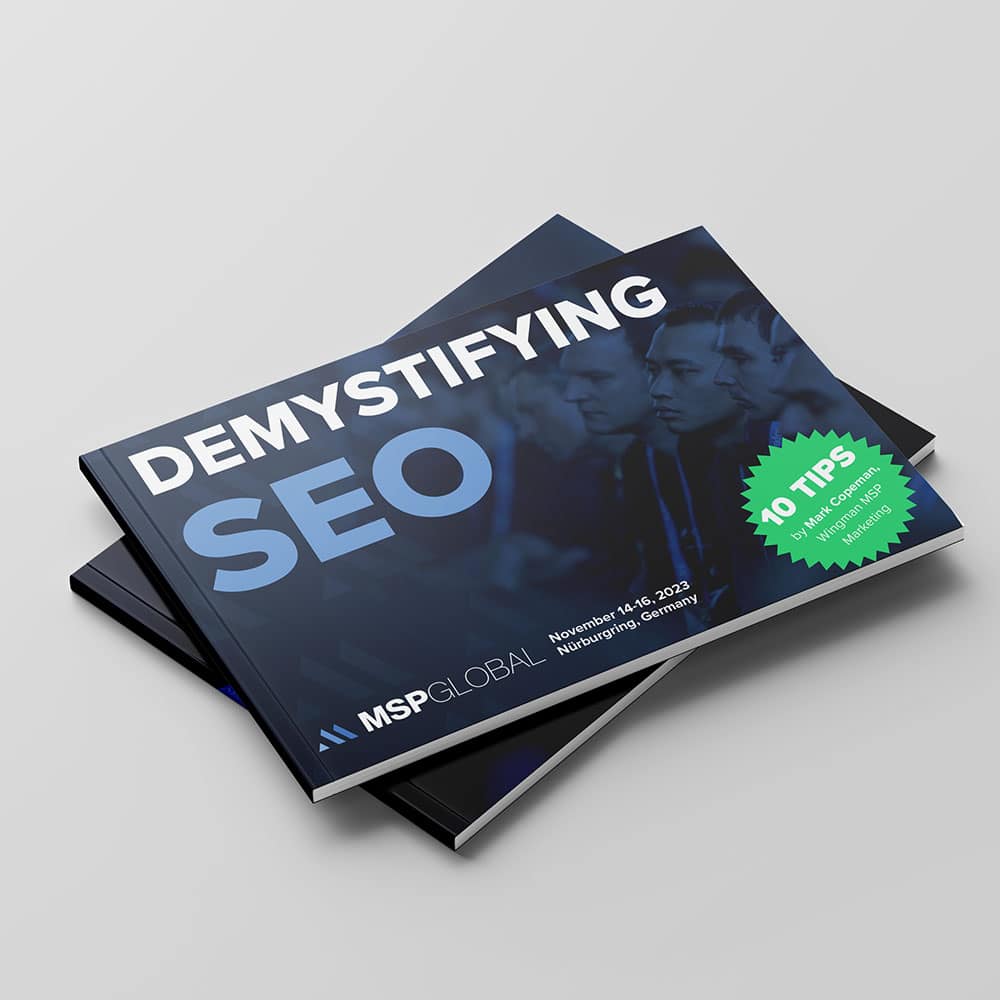 DEMYSTIFYING
SEO
10 TIPS
by Mark Copeman,
Wingman MSP
Marketing
November 14-16, 2023
Nürburgring, Germany
MSPGLOBAL